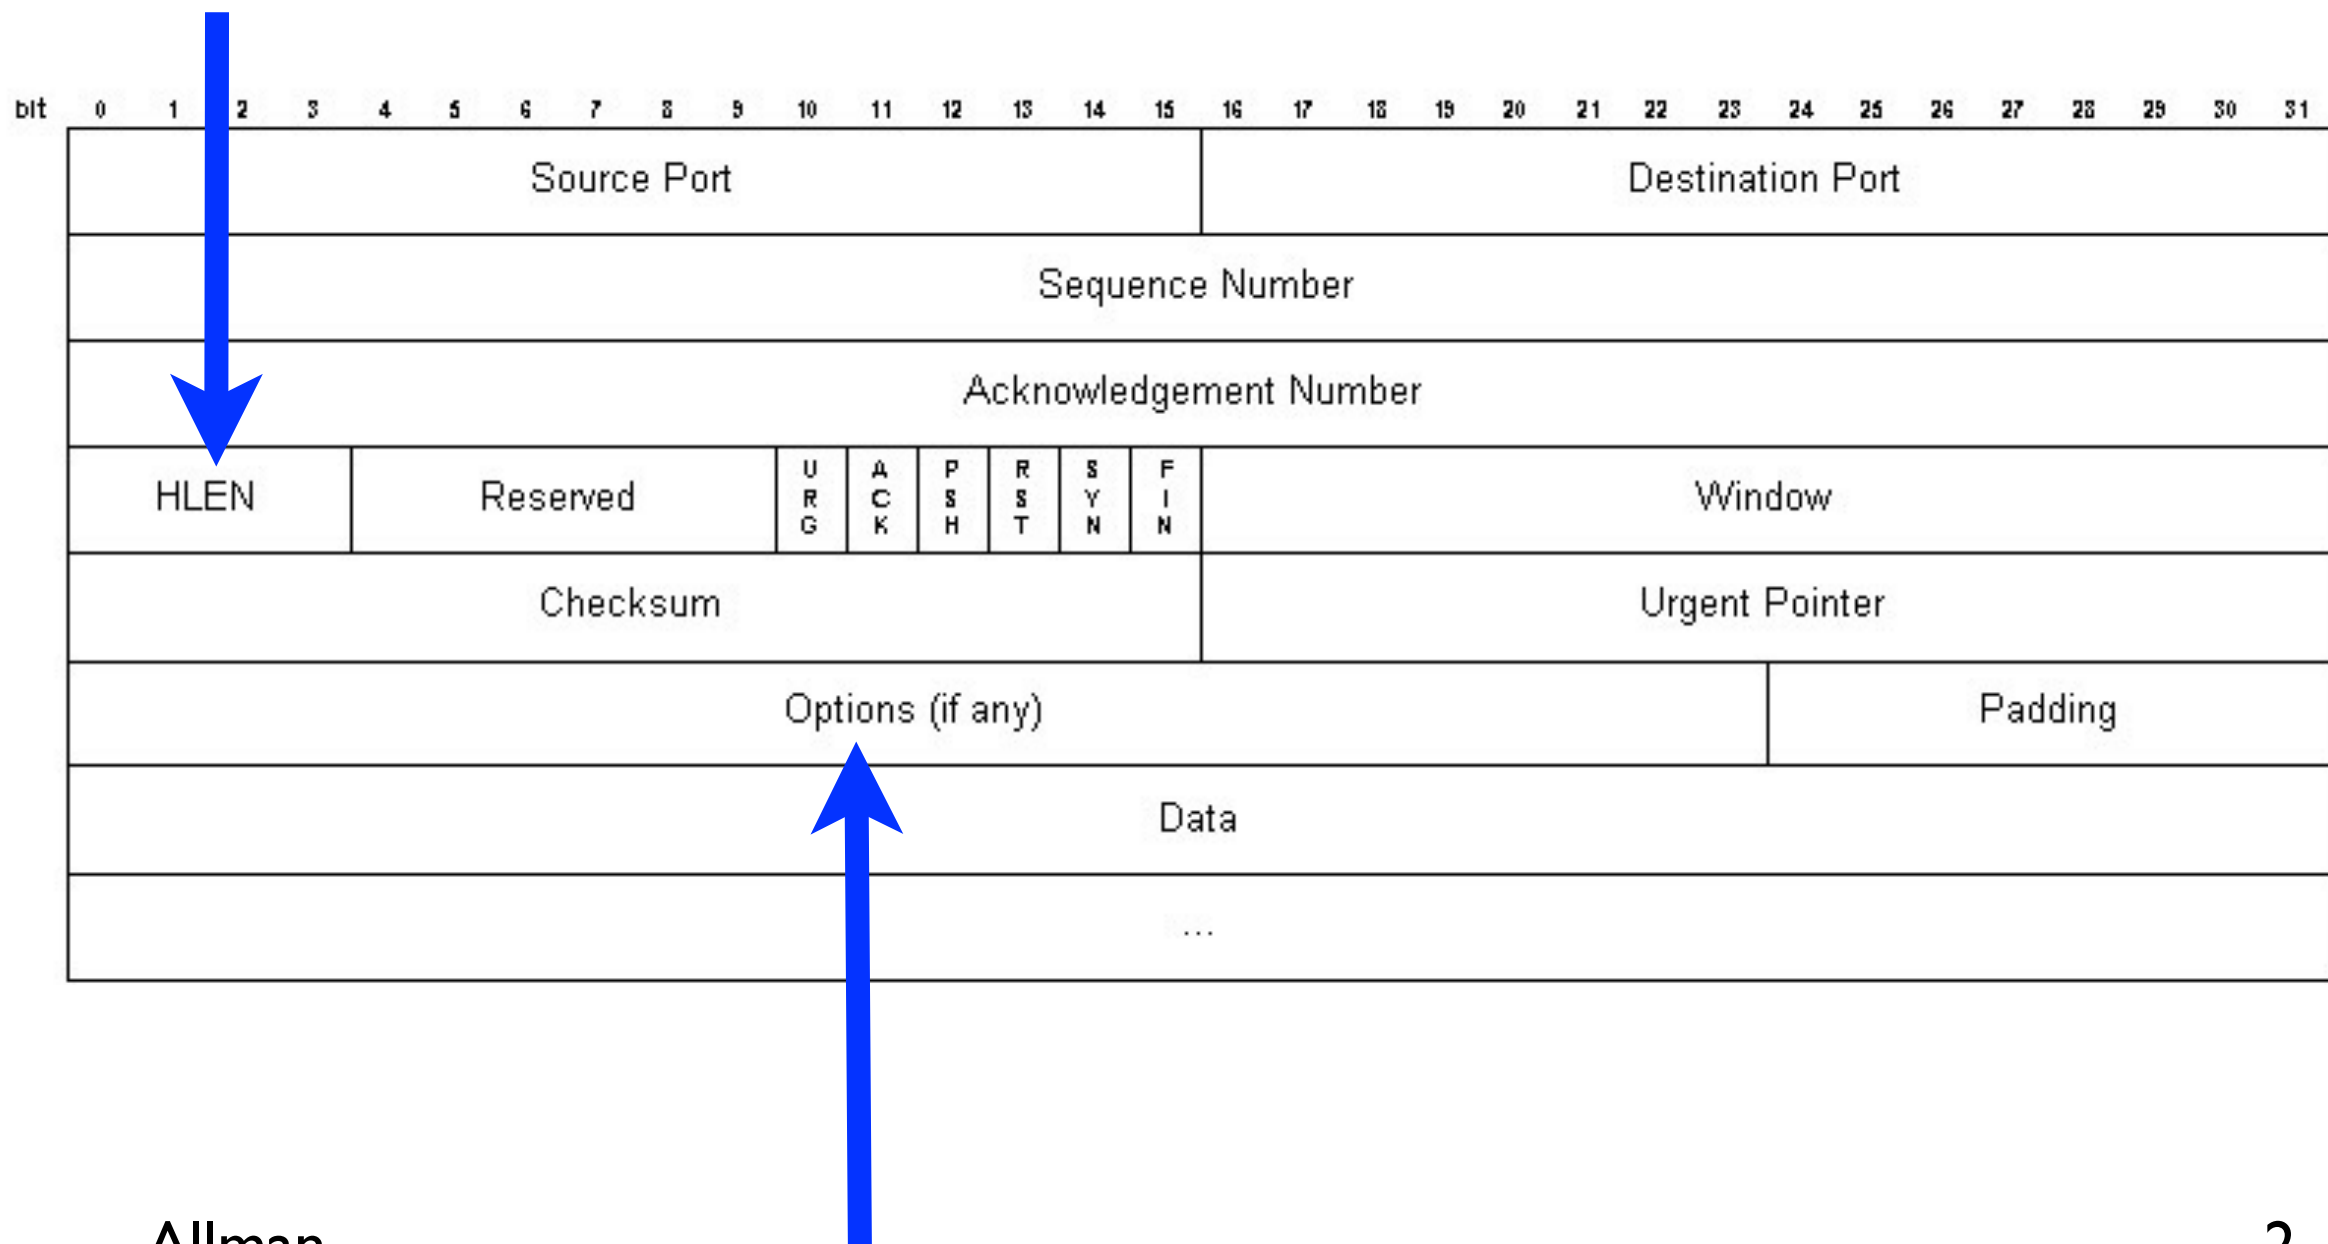 bit 0 1 2 3 4 5 6 7 8 9 10 11 12 13 14 15 16 17 18 19 20 21 22 23 24 25 26 27 28 29 30 31
Source Port Destination Port
Sequence Number
Acknowledgement Number
HLEN Reserved URG ACK PSH RST SYN FIN Window
Checksum Urgent Pointer
Options (if any) Padding
Data
...
Allman 2